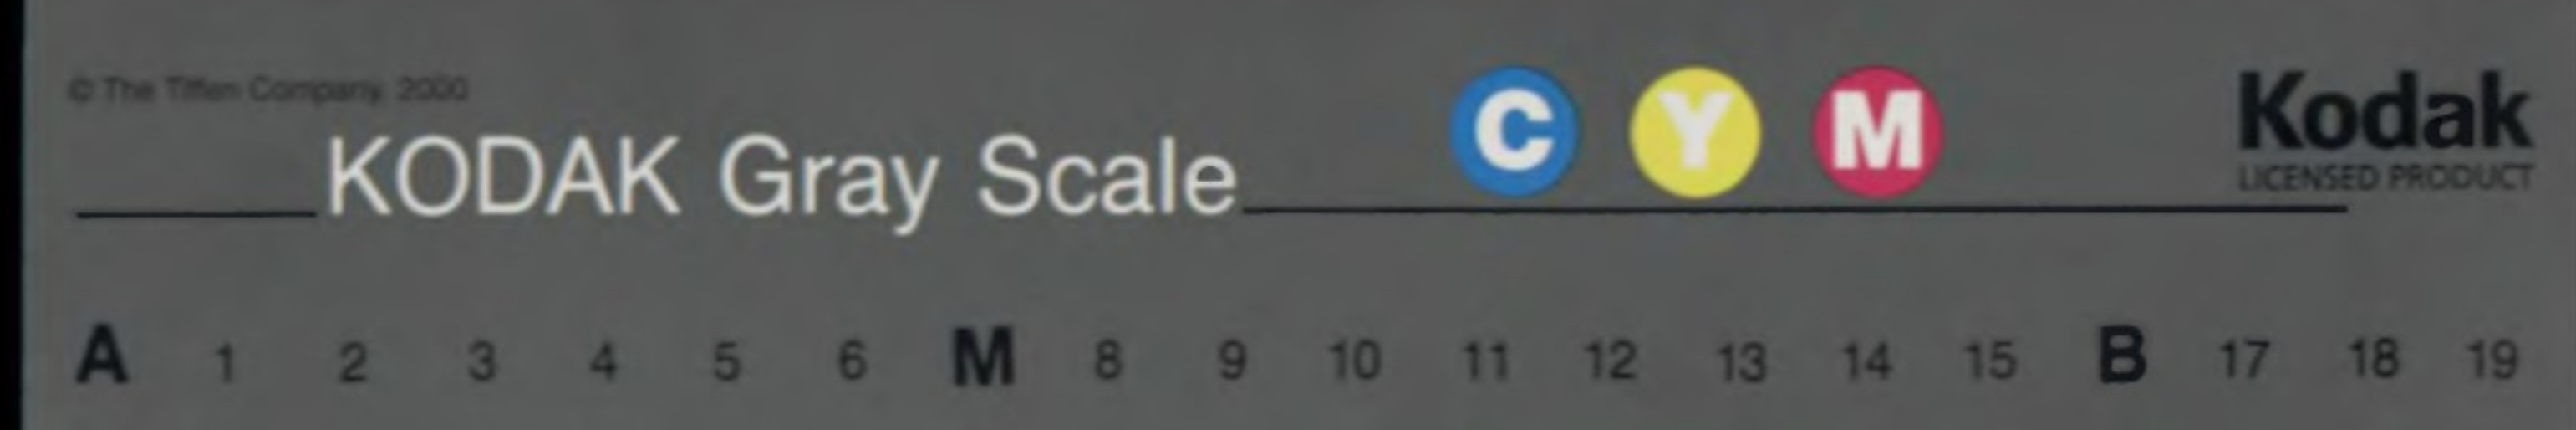 © The Tiffen Company, 2000
KODAK Gray Scale
C Y M
Kodak
LICENSED PRODUCT
A 1 2 3 4 5 6 M 8 9 10 11 12 13 14 15 B 17 18 19